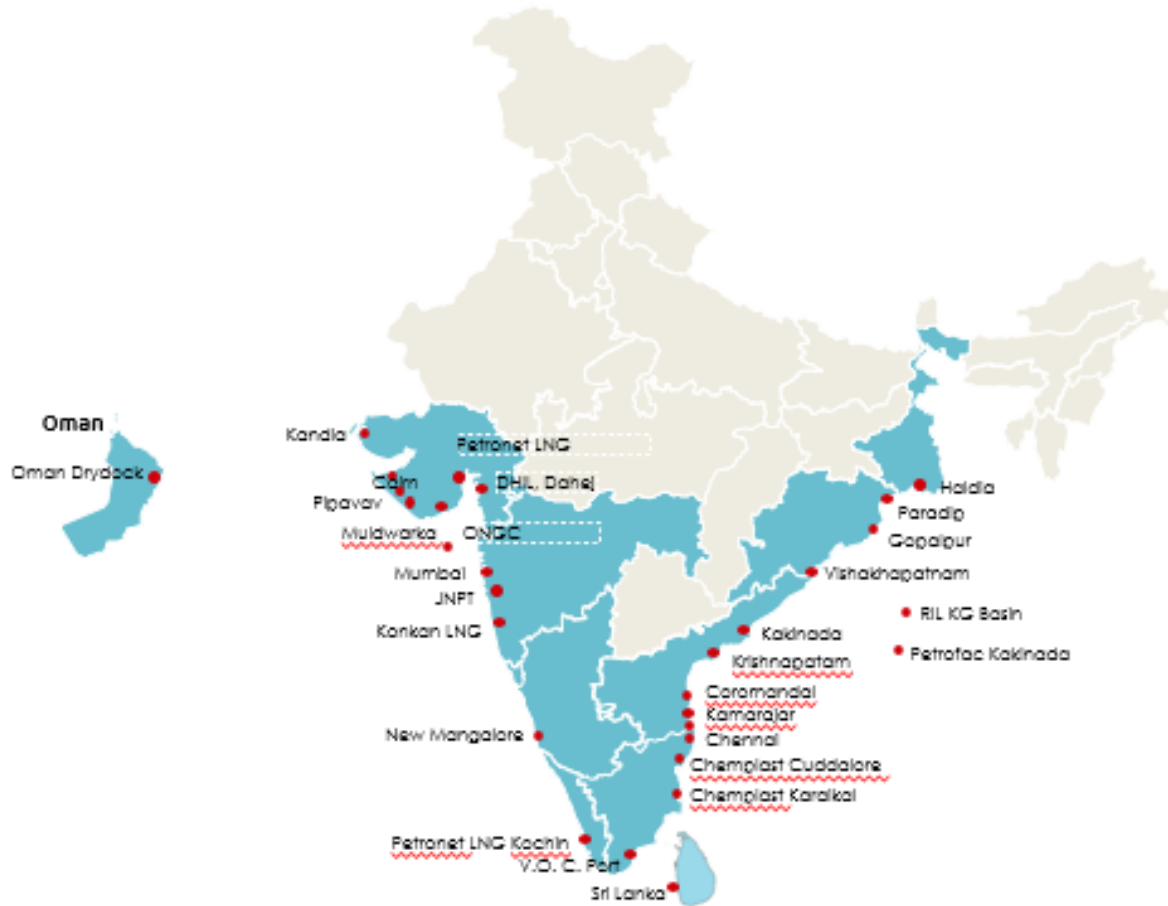 Oman
Oman Drydock
Kandla
Petronet LNG
Cairn
DHIL, Dahej
Pipavav
Muldwarka
ONGC
Mumbai
JNPT
Konkan LNG
New Mangalore
Petronet LNG Kochin
V.O. C. Port
Sri Lanka
Haldia
Paradip
Gopalpur
Vishakhapatnam
RIL KG Basin
Kakinada
Petrofac Kakinada
Krishnapatam
Coromandal
Kamarajar
Chennai
Chemplast Cuddalore
Chemplast Karaikal